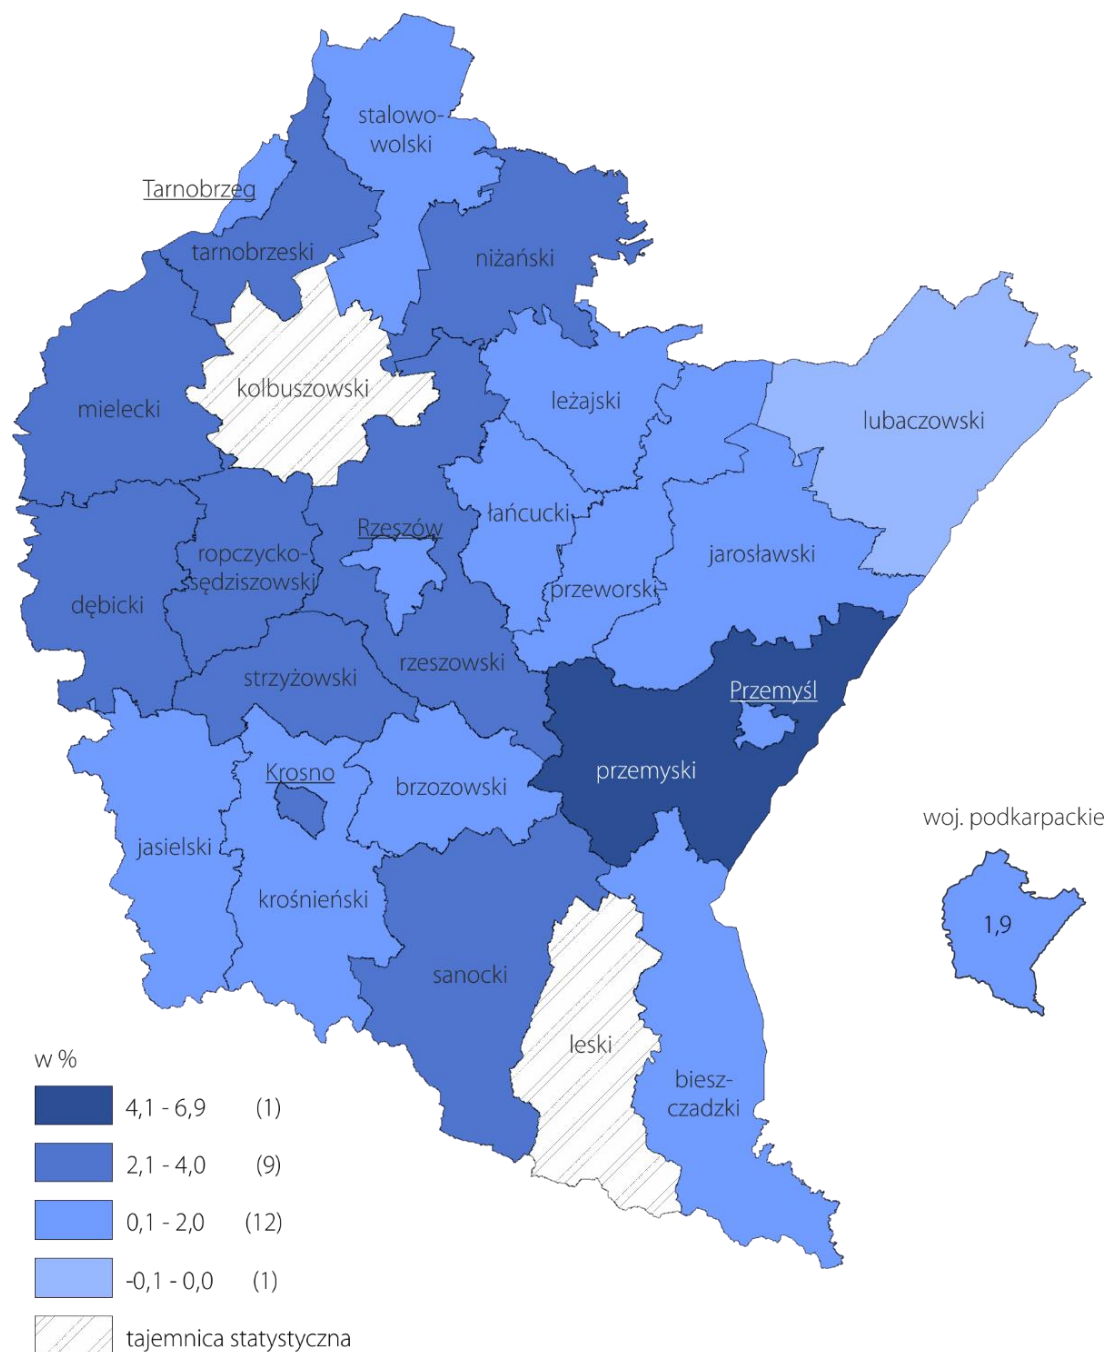 stalowo-
wolski
Tarnobrzeg
tarnobrzeski
niżański
kolbuszowski
mielecki
leżajski
lubaczowski
łańcucki
Rzeszów
ropczycko-
sędziszowski
jarosławski
przeworski
dębicki
rzeszowski
strzyżowski
Przemyśl
przemyski
Krosno
brzozowski
jasielski
krośnieński
sanocki
leski
biesz-
czadzki
woj. podkarpackie
1,9
w %
4,1 - 6,9 (1)
2,1 - 4,0 (9)
0,1 - 2,0 (12)
-0,1 - 0,0 (1)
tajemnica statystyczna